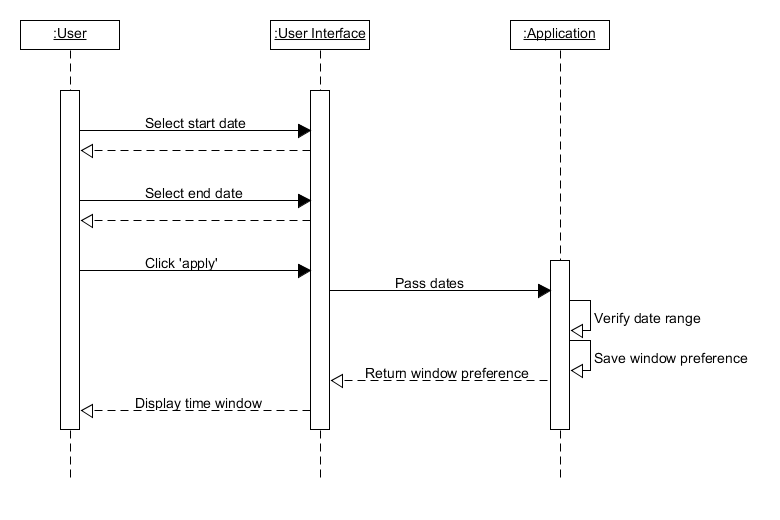 :User
:User Interface
:Application
Select start date
Select end date
Click 'apply'
Pass dates
Verify date range
Save window preference
Return window preference
Display time window